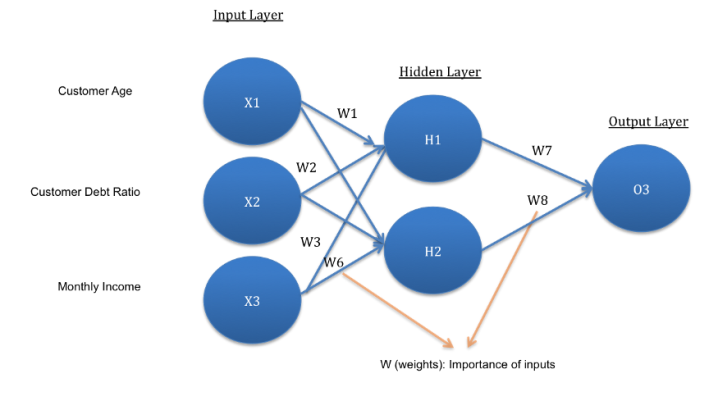 Input Layer
Hidden Layer
Output Layer
Customer Age
X1
W1
H1
W7
Customer Debt Ratio
W2
X2
W8
O3
W3
W6
H2
Monthly Income
X3
W (weights): Importance of inputs